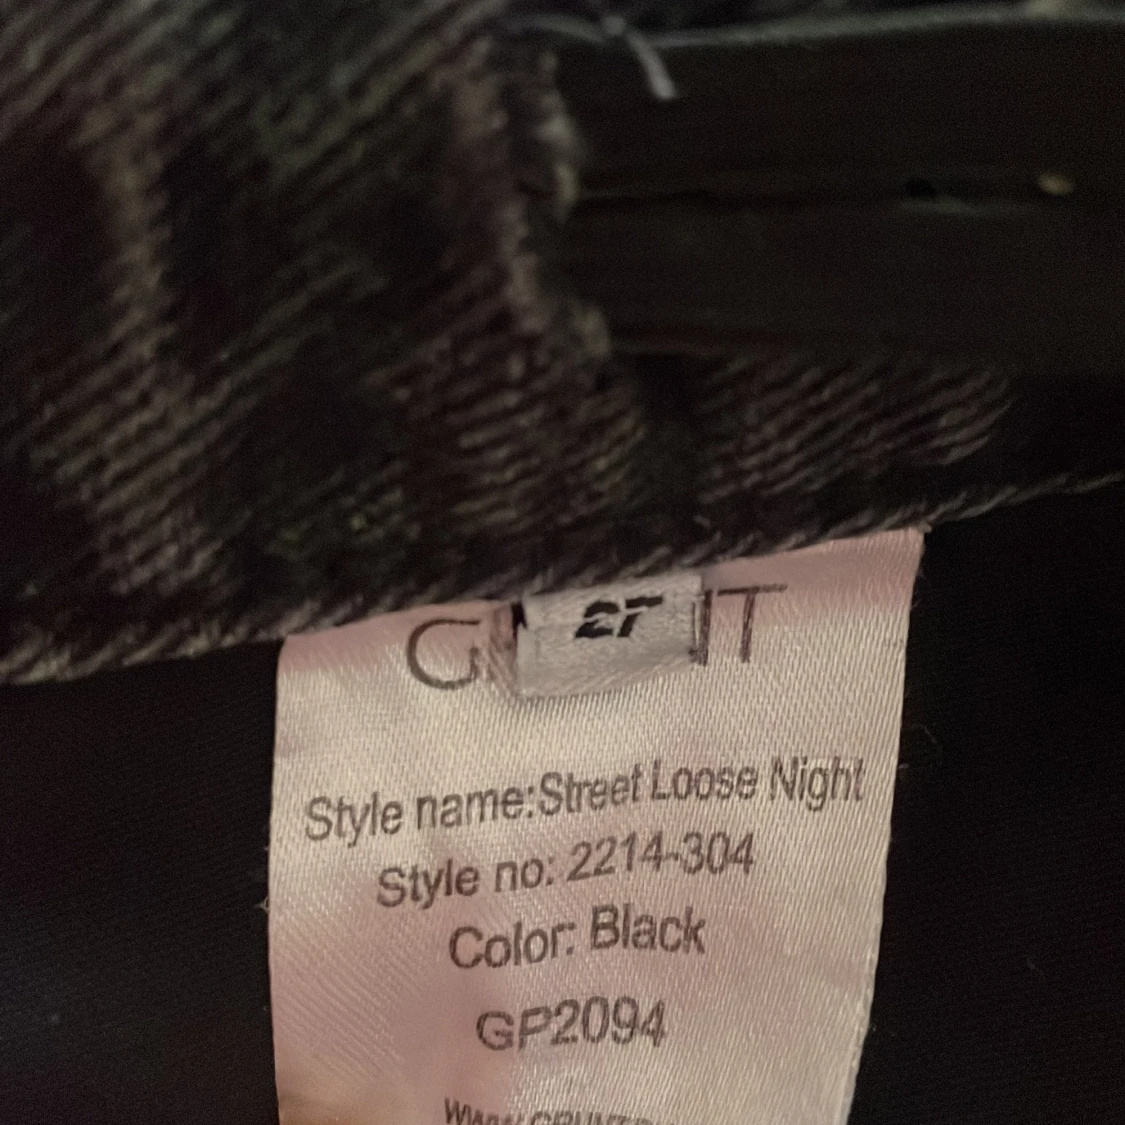 27
Style name:Street Loose Night
Style no: 2214-304
Color: Black
GP2094